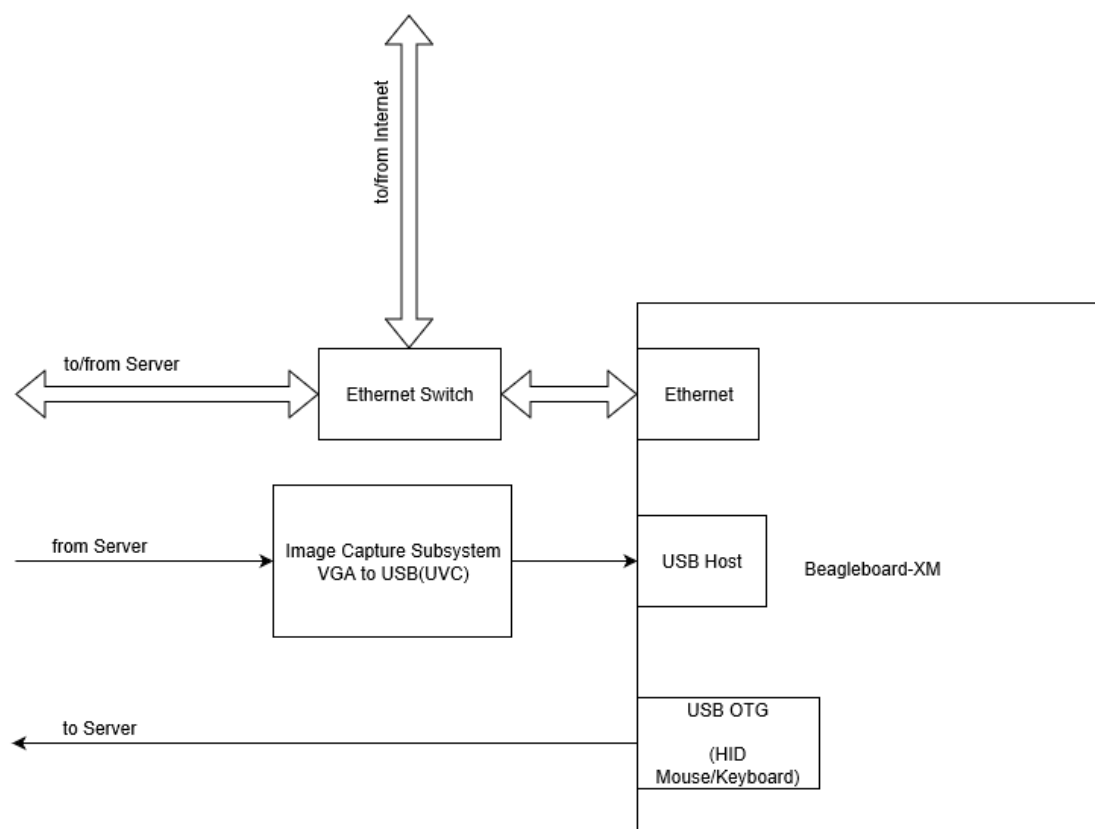 to/from Internet
to/from Server
Ethernet Switch
Ethernet
from Server
Image Capture Subsystem
VGA to USB(UVC)
USB Host
Beagleboard-XM
to Server
USB OTG
(HID
Mouse/Keyboard)